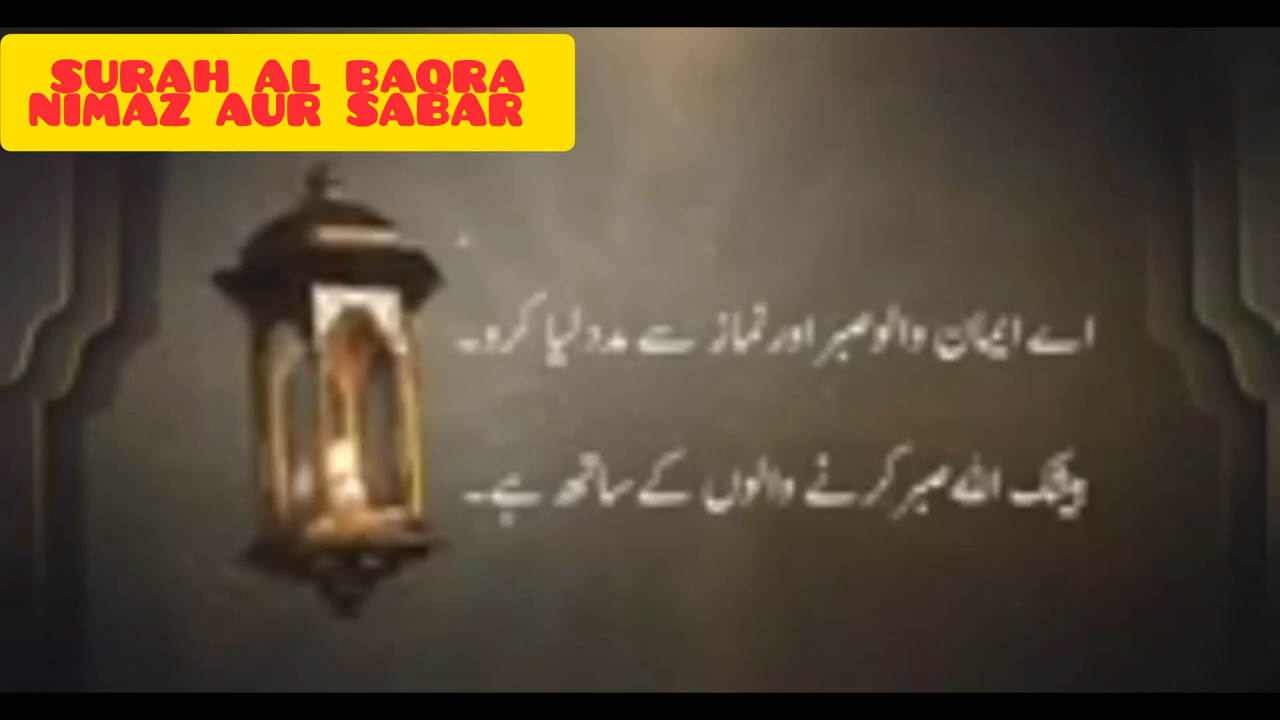 SURAH AL BAQRA
NIMAZ AUR SABAR
اے ایمان والو صبر اور نماز سے مدد لیا کرو۔
بیشک اللہ صبر کرنے والوں کے ساتھ ہے۔